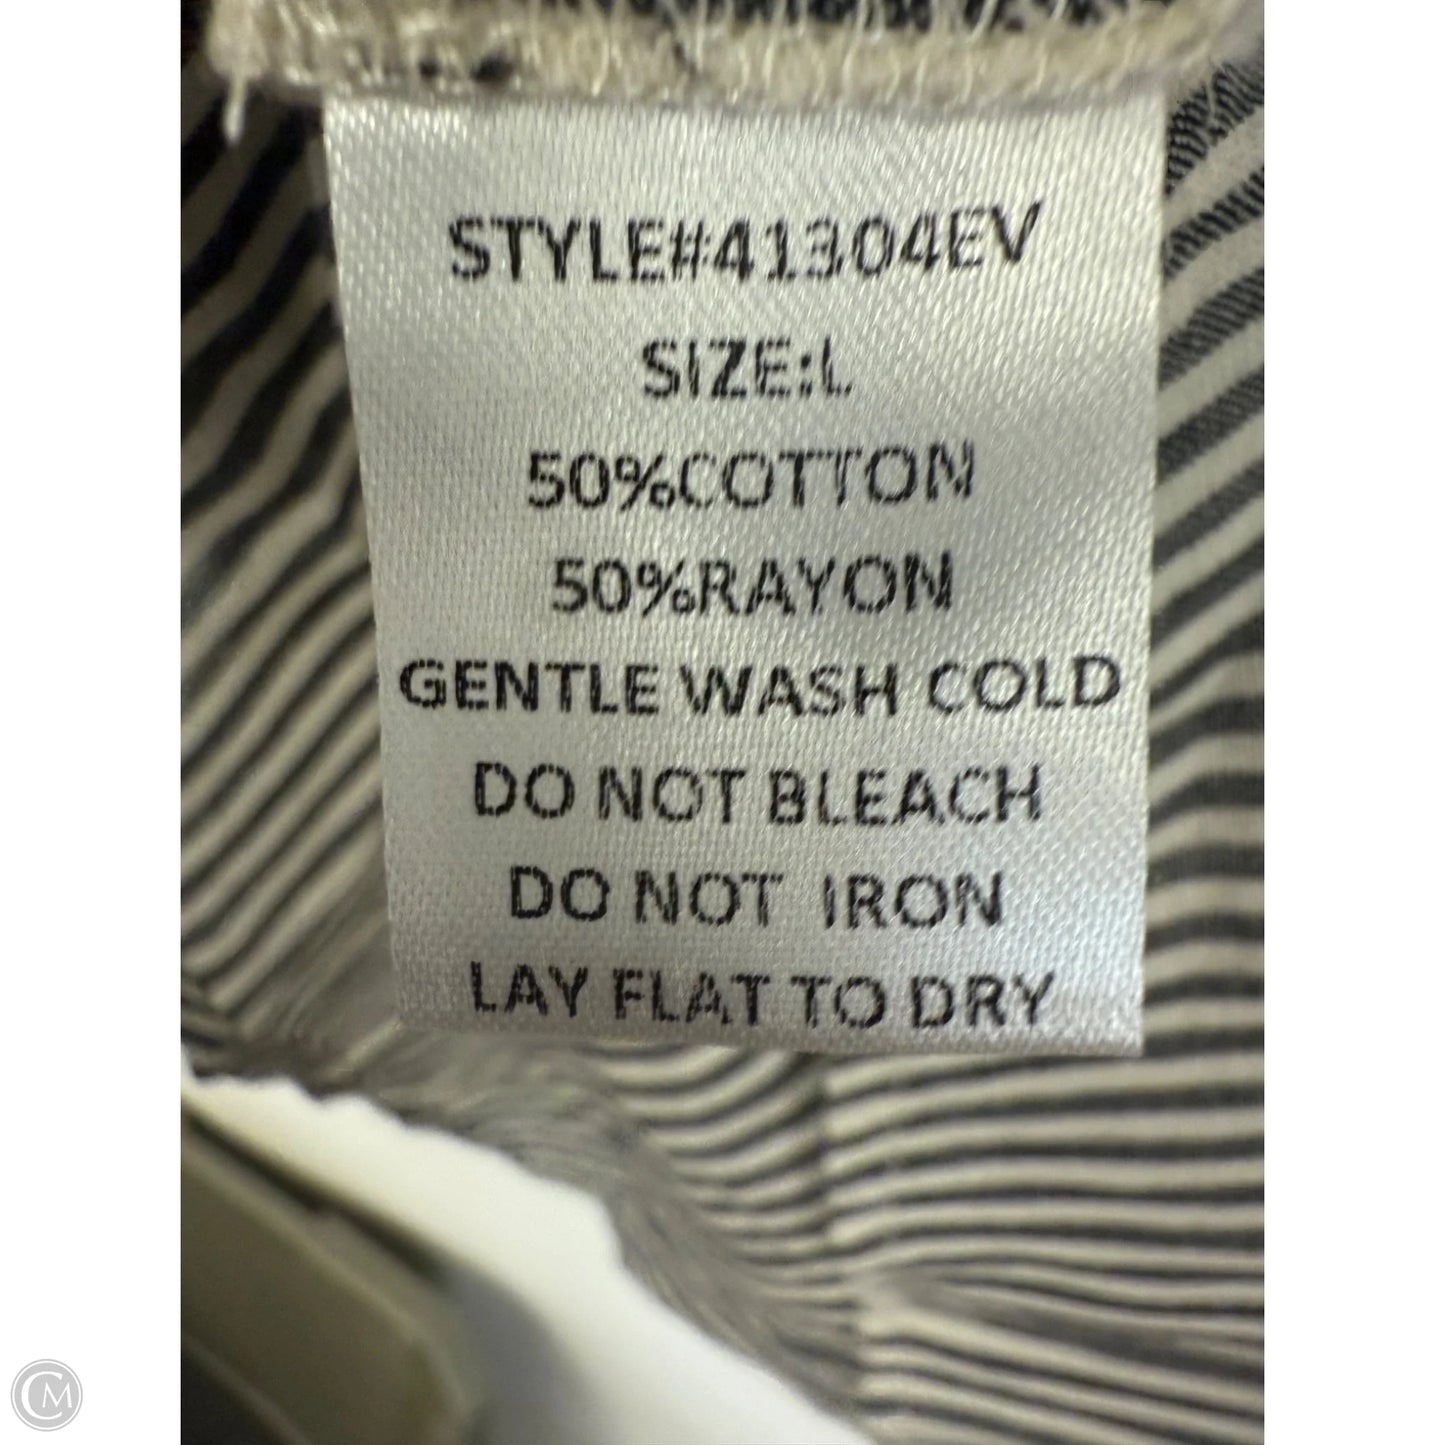 STYLE#41304EV
SIZE:L
50%COTTON
50%RAYON
GENTLE WASH COLD
DO NOT BLEACH
DO NOT IRON
LAY FLAT TO DRY
CM